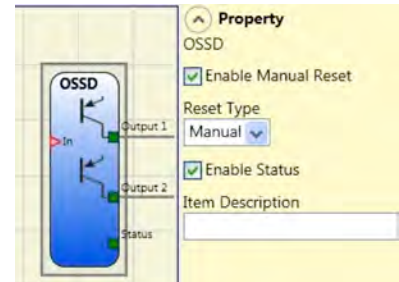 OSSD
In
Output 1
Output 2
Status
Property
OSSD
Enable Manual Reset
Reset Type
Manual
Enable Status
Item Description